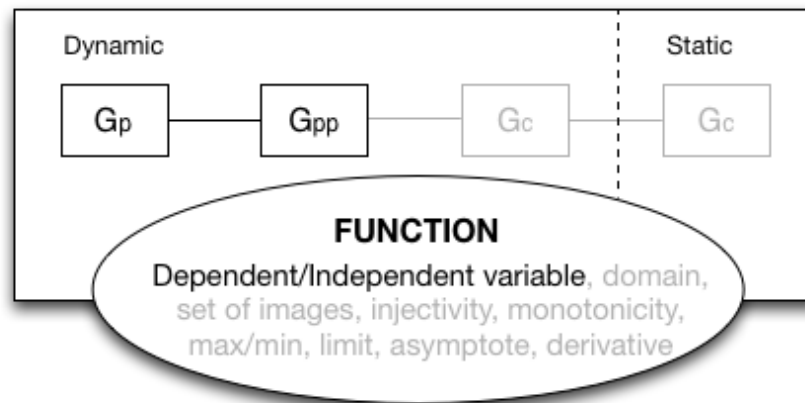 Dynamic
Static
Gp
Gpp
Gc
Gc
FUNCTION
Dependent/Independent variable, domain,
set of images, injectivity, monotonicity,
max/min, limit, asymptote, derivative